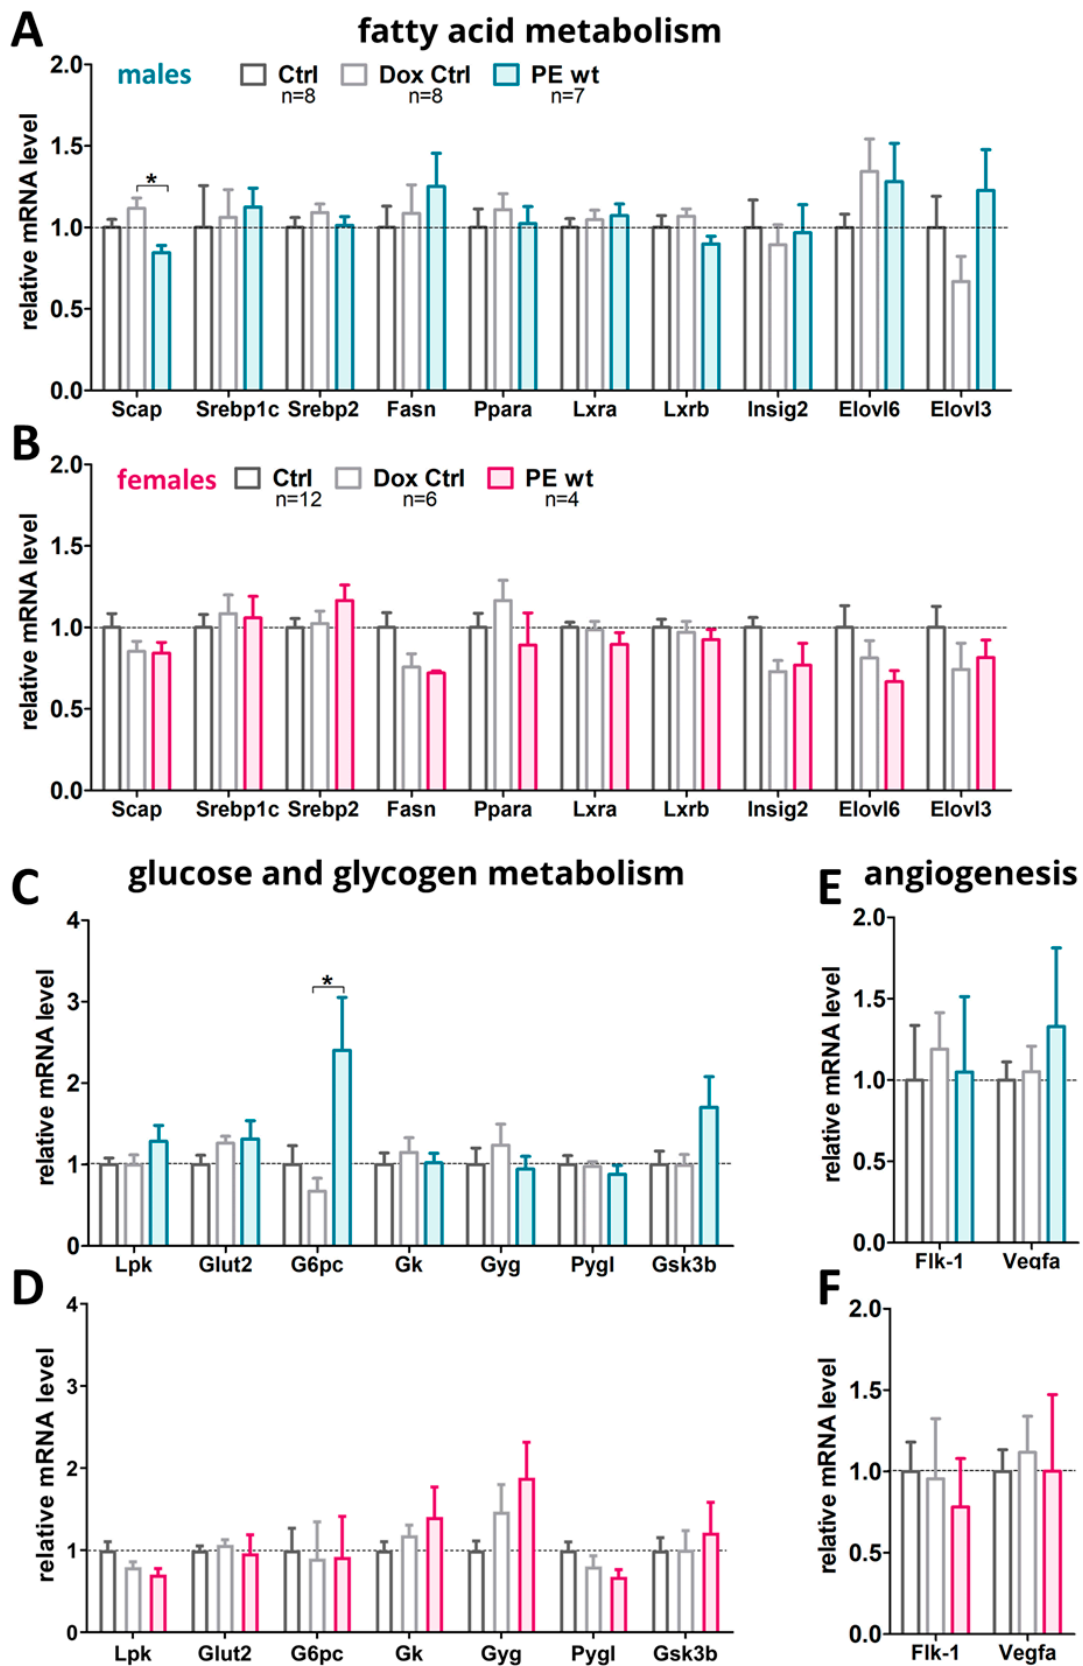 A
fatty acid metabolism
males Ctrl Dox Ctrl PE wt
n=8 n=8 n=7
relative mRNA level
2.0
1.5
*
1.0
0.5
0.0
Scap Srebp1c Srebp2 Fasn Ppara Lxra Lxrb Insig2 Elovl6 Elovl3
B
females Ctrl Dox Ctrl PE wt
n=12 n=6 n=4
relative mRNA level
2.0
1.5
1.0
0.5
0.0
Scap Srebp1c Srebp2 Fasn Ppara Lxra Lxrb Insig2 Elovl6 Elovl3
C
glucose and glycogen metabolism
relative mRNA level
4
3
*
2
1
0
Lpk Glut2 G6pc Gk Gyg Pygl Gsk3b
E
angiogenesis
relative mRNA level
2.0
1.5
1.0
0.5
0.0
Flk-1 Vegfa
D
relative mRNA level
4
3
2
1
0
Lpk Glut2 G6pc Gk Gyg Pygl Gsk3b
F
relative mRNA level
2.0
1.5
1.0
0.5
0.0
Flk-1 Vegfa